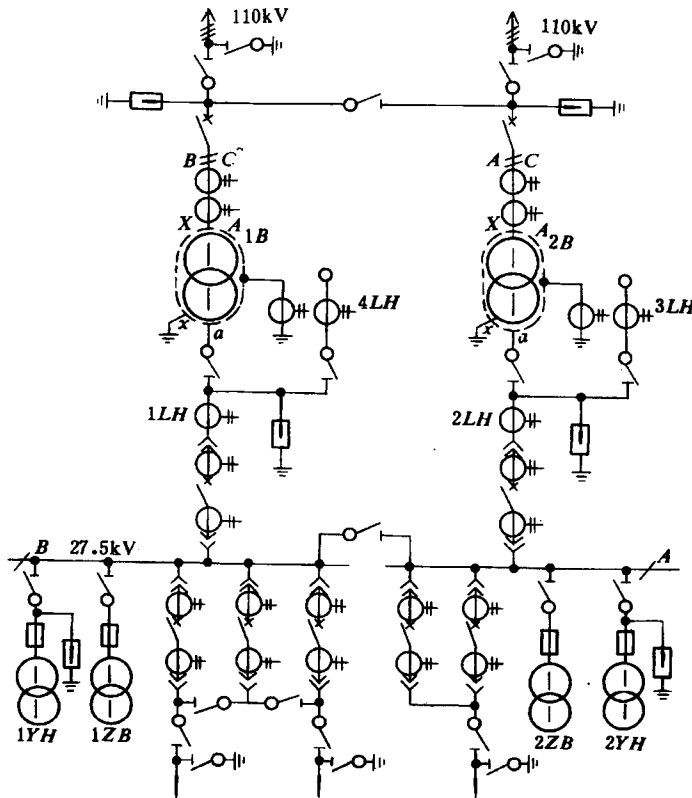 110kV 110kV
B C A C
X A 1B X A 2B
4LH 3LH
x a x a
1LH 2LH
B 27.5kV A
1YH 1ZB 2ZB 2YH